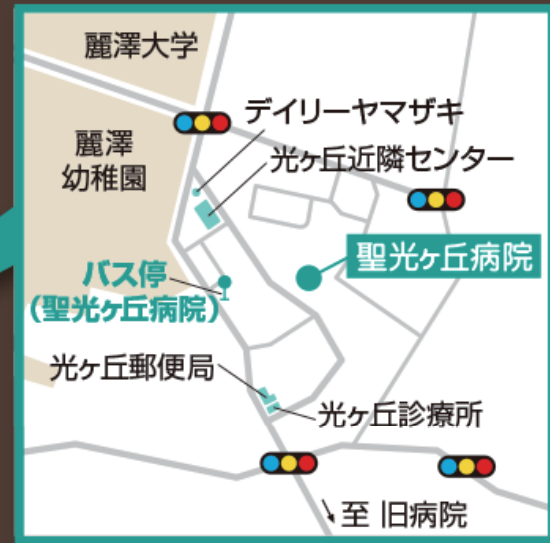 麗澤大学
デイリーヤマザキ
麗澤
幼稚園
光ヶ丘近隣センター
聖光ヶ丘病院
バス停
(聖光ヶ丘病院)
光ヶ丘郵便局
光ヶ丘診療所
至 旧病院